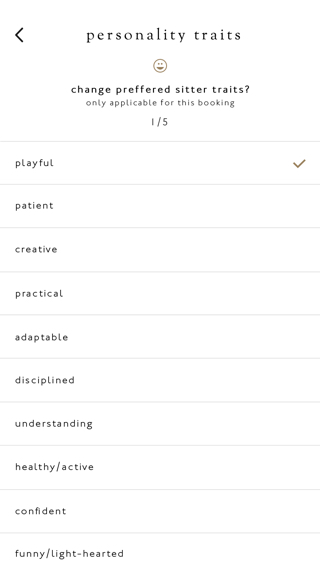 personality traits
change preffered sitter traits?
only applicable for this booking
1/5
playful
patient
creative
practical
adaptable
disciplined
understanding
healthy/active
confident
funny/light-hearted